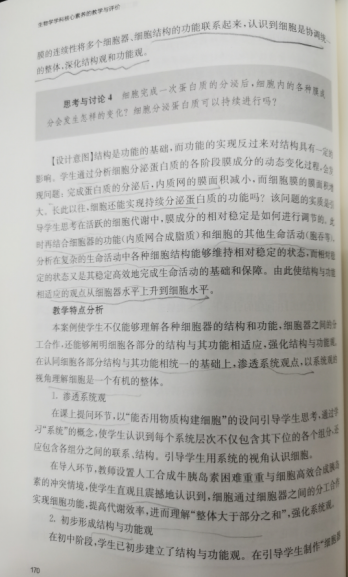 生物学学科核心素养的教学与评价
膜的连续性将多个细胞器、细胞结构的功能联系起来，认识到细胞是协调统一
的整体，深化结构观和功能观。
思考与讨论4 细胞完成一次蛋白质的分泌后，细胞内的各种膜成
分会发生怎样的变化？细胞分泌蛋白质可以持续进行吗？
【设计意图】结构是功能的基础，而功能的实现反过来对结构具有一定的
影响。学生通过分析细胞分泌蛋白质的各阶段膜成分的动态变化过程，会发
现问题，完成蛋白质的分泌后，内质网的膜面积减小，而细胞膜的膜面积增
大。长此以往，细胞还能实现持续分泌蛋白质的功能吗？该问题的实质是引
导学生思考在活跃的细胞代谢中，膜成分的相对稳定是如何进行调节的。此
时再结合细胞器的功能（内质网合成脂质）和细胞的其他生命活动（胞吞等），
分析在复杂的生命活动中各种细胞结构能够维持相对稳定的状态，而相对稳
定的状态又是其稳定高效地完成生命活动的基础和保障。由此使结构与功能
相适应的观点从细胞器水平上升到细胞水平。
教学特点分析
本案例使学生不仅能够理解各种细胞器的结构和功能，细胞器之间的分
工合作，还能够阐明细胞各部分的结构与其功能相适应，强化结构与功能观。
在认同细胞各部分结构与其功能相统一的基础上，渗透系统观点，以系统观的
视角理解细胞是一个有机的整体。
1. 渗透系统观
在课上提问环节，以“能否用物质构建细胞”的设问引导学生思考，通过学
习“系统”的概念，使学生认识到每个系统层次不仅包含其下位的各个组分，还
应包含各组分之间的联系、结构。引导学生用系统的视角认识细胞。
在导入环节，教师设置人工合成牛胰岛素困难重重与细胞高效合成胰岛
素的冲突情境，使学生直观且震撼地认识到，细胞通过细胞器之间的分工合作
实现细胞功能，提高代谢效率，进而理解“整体大于部分之和”，强化系统观。
2. 初步形成结构与功能观
在初中阶段，学生已初步建立了结构与功能观。在引导学生制作“细胞器
170